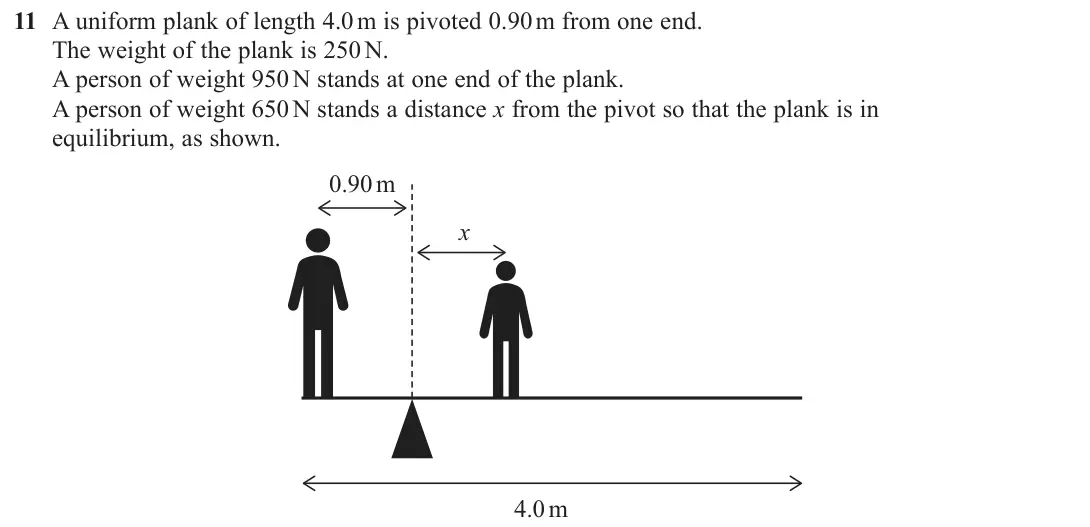 11 A uniform plank of length 4.0 m is pivoted 0.90 m from one end.
The weight of the plank is 250 N.
A person of weight 950 N stands at one end of the plank.
A person of weight 650 N stands a distance x from the pivot so that the plank is in
equilibrium, as shown.
0.90 m
x
4.0 m